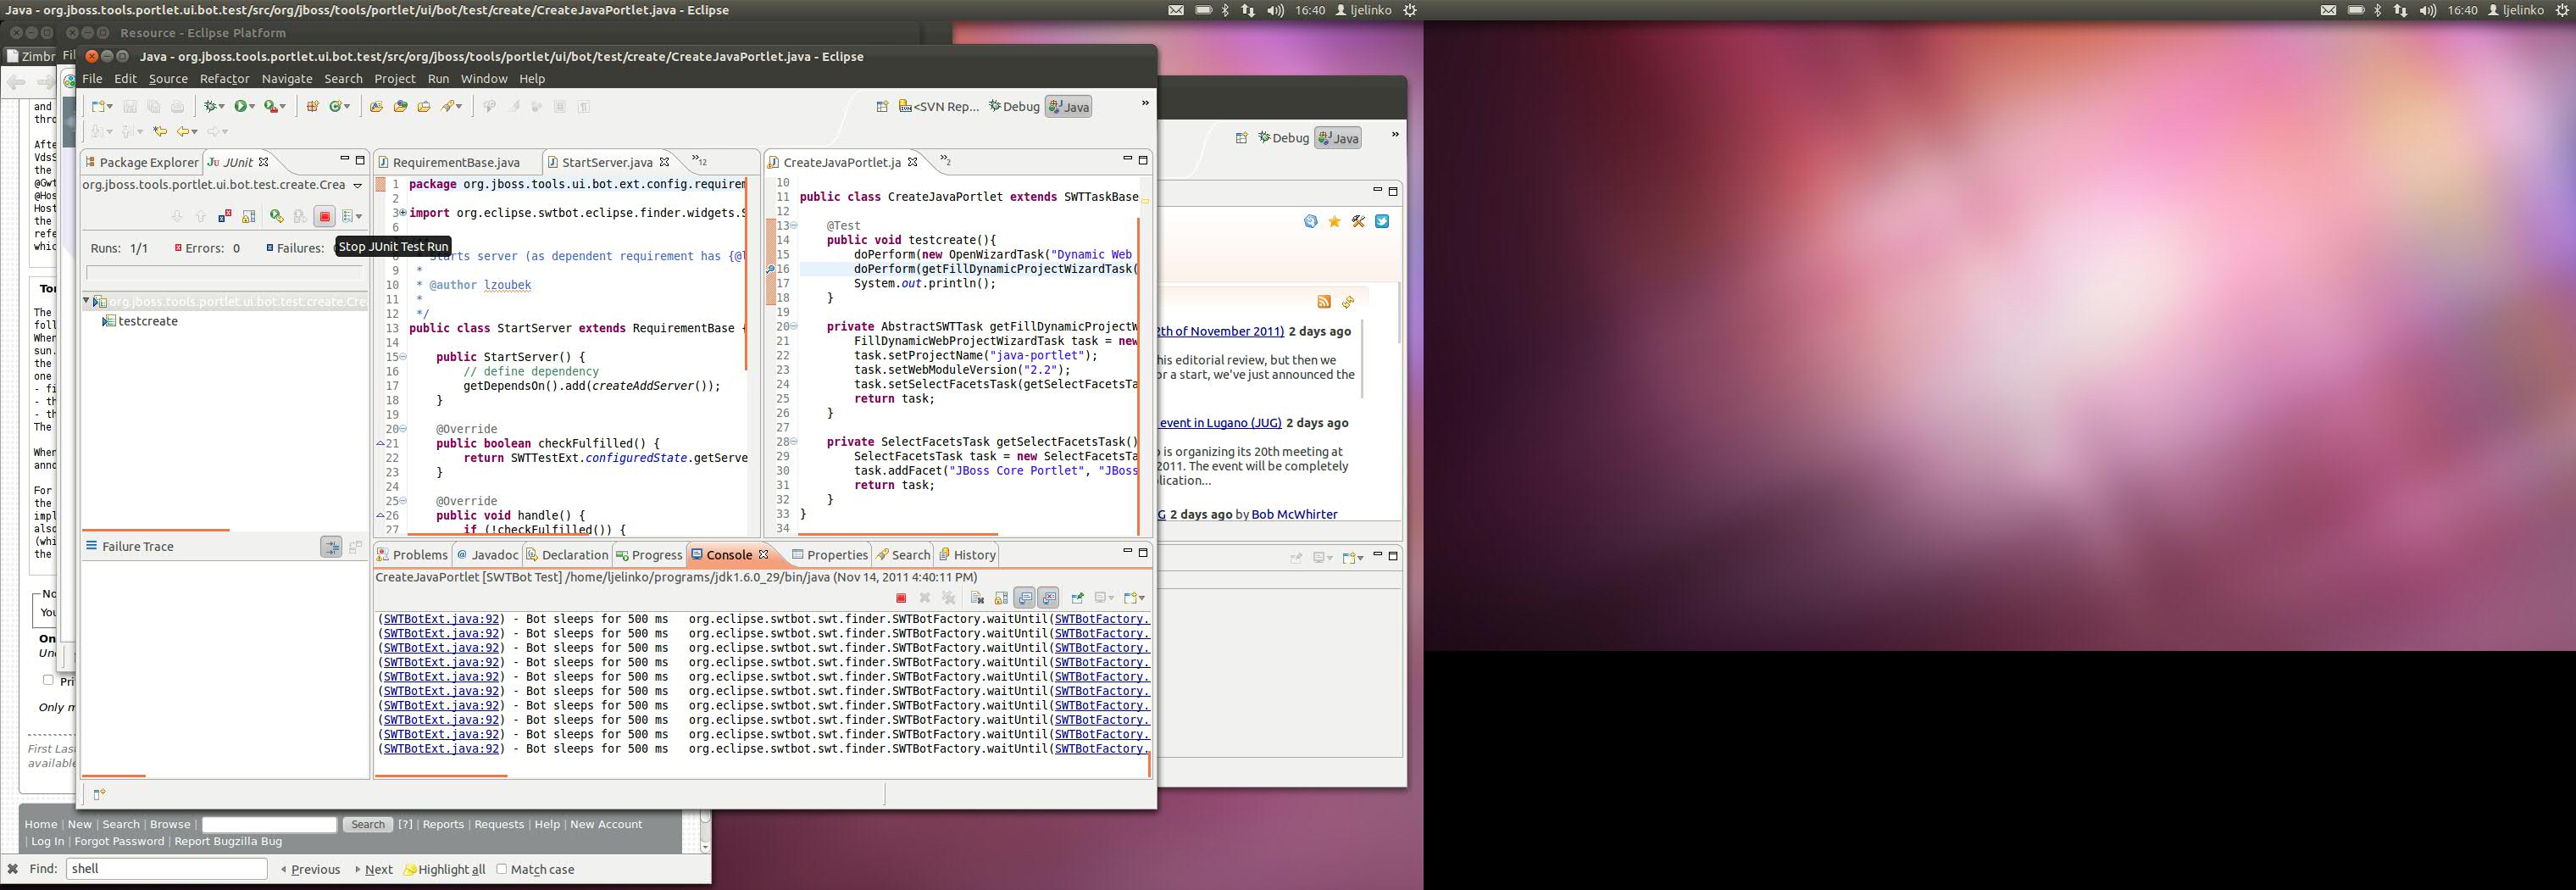 Java - org.jboss.tools.portlet.ui.bot.test/src/org/jboss/tools/portlet/ui/bot/test/create/CreateJavaPortlet.java - Eclipse
16:40 ljelinko
16:40 ljelinko
Resource - Eclipse Platform
Zimbr
Java - org.jboss.tools.portlet.ui.bot.test/src/org/jboss/tools/portlet/ui/bot/test/create/CreateJavaPortlet.java - Eclipse
File Edit Source Refactor Navigate Search Project Run Window Help
<SVN Rep... Debug Java
Package Explorer JUnit
org.jboss.tools.portlet.ui.bot.test.create.Crea
Runs: 1/1 Errors: 0 Failures:
Stop JUnit Test Run
org.jboss.tools.portlet.ui.bot.test.create.Cre
testcreate
Failure Trace
RequirementBase.java StartServer.java 12
1 package org.jboss.tools.ui.bot.ext.config.requirem
2
3 import org.eclipse.swtbot.eclipse.finder.widgets.S
6
8 Starts server (as dependent requirement has {@l
9 *
10 * @author lzoubek
11 *
12 */
13 public class StartServer extends RequirementBase {
14
15 public StartServer() {
16 // define dependency
17 getDependsOn().add(createAddServer());
18 }
19
20 @Override
21 public boolean checkFulfilled() {
22 return SWTTestExt.configuredState.getServe
23 }
24
25 @Override
26 public void handle() {
27 if (!checkFulfilled()) {
CreateJavaPortlet.ja 2
10
11 public class CreateJavaPortlet extends SWTTaskBase
12
13 @Test
14 public void testcreate(){
15 doPerform(new OpenWizardTask("Dynamic Web
16 doPerform(getFillDynamicProjectWizardTask(
17 System.out.println();
18 }
19
20 private AbstractSWTTask getFillDynamicProjectW
21 FillDynamicWebProjectWizardTask task = new
22 task.setProjectName("java-portlet");
23 task.setWebModuleVersion("2.2");
24 task.setSelectFacetsTask(getSelectFacetsTa
25 return task;
26 }
27
28 private SelectFacetsTask getSelectFacetsTask()
29 SelectFacetsTask task = new SelectFacetsTa
30 task.addFacet("JBoss Core Portlet", "JBoss
31 return task;
32 }
33 }
34
Problems Javadoc Declaration Progress Console Properties Search History
CreateJavaPortlet [SWTBot Test] /home/ljelinko/programs/jdk1.6.0_29/bin/java (Nov 14, 2011 4:40:11 PM)
(SWTBotExt.java:92) - Bot sleeps for 500 ms org.eclipse.swtbot.swt.finder.SWTBotFactory.waitUntil(SWTBotFactory.
(SWTBotExt.java:92) - Bot sleeps for 500 ms org.eclipse.swtbot.swt.finder.SWTBotFactory.waitUntil(SWTBotFactory.
(SWTBotExt.java:92) - Bot sleeps for 500 ms org.eclipse.swtbot.swt.finder.SWTBotFactory.waitUntil(SWTBotFactory.
(SWTBotExt.java:92) - Bot sleeps for 500 ms org.eclipse.swtbot.swt.finder.SWTBotFactory.waitUntil(SWTBotFactory.
(SWTBotExt.java:92) - Bot sleeps for 500 ms org.eclipse.swtbot.swt.finder.SWTBotFactory.waitUntil(SWTBotFactory.
(SWTBotExt.java:92) - Bot sleeps for 500 ms org.eclipse.swtbot.swt.finder.SWTBotFactory.waitUntil(SWTBotFactory.
(SWTBotExt.java:92) - Bot sleeps for 500 ms org.eclipse.swtbot.swt.finder.SWTBotFactory.waitUntil(SWTBotFactory.
(SWTBotExt.java:92) - Bot sleeps for 500 ms org.eclipse.swtbot.swt.finder.SWTBotFactory.waitUntil(SWTBotFactory.
(SWTBotExt.java:92) - Bot sleeps for 500 ms org.eclipse.swtbot.swt.finder.SWTBotFactory.waitUntil(SWTBotFactory.
(SWTBotExt.java:92) - Bot sleeps for 500 ms org.eclipse.swtbot.swt.finder.SWTBotFactory.waitUntil(SWTBotFactory.
Debug Java
2th of November 2011) 2 days ago
his editorial review, but then we
or a start, we've just announced the
event in Lugano (JUG) 2 days ago
is organizing its 20th meeting at
2011. The event will be completely
lication...
G 2 days ago by Bob McWhirter
and
thro
Afte
VdsS
the
@Gwt
@Hos
Host
the
refe
whic
Tor
The
foll
When
sun.
the
one
- fi
- th
- th
The
When
anno
For
the
impl
also
(whi
the
No
You
On
Und
Pri
Only m
First Las
available
Home | New | Search | Browse | Search [?] | Reports | Requests | Help | New Account
| Log In | Forgot Password | Report Bugzilla Bug
Find: shell Previous Next Highlight all Match case